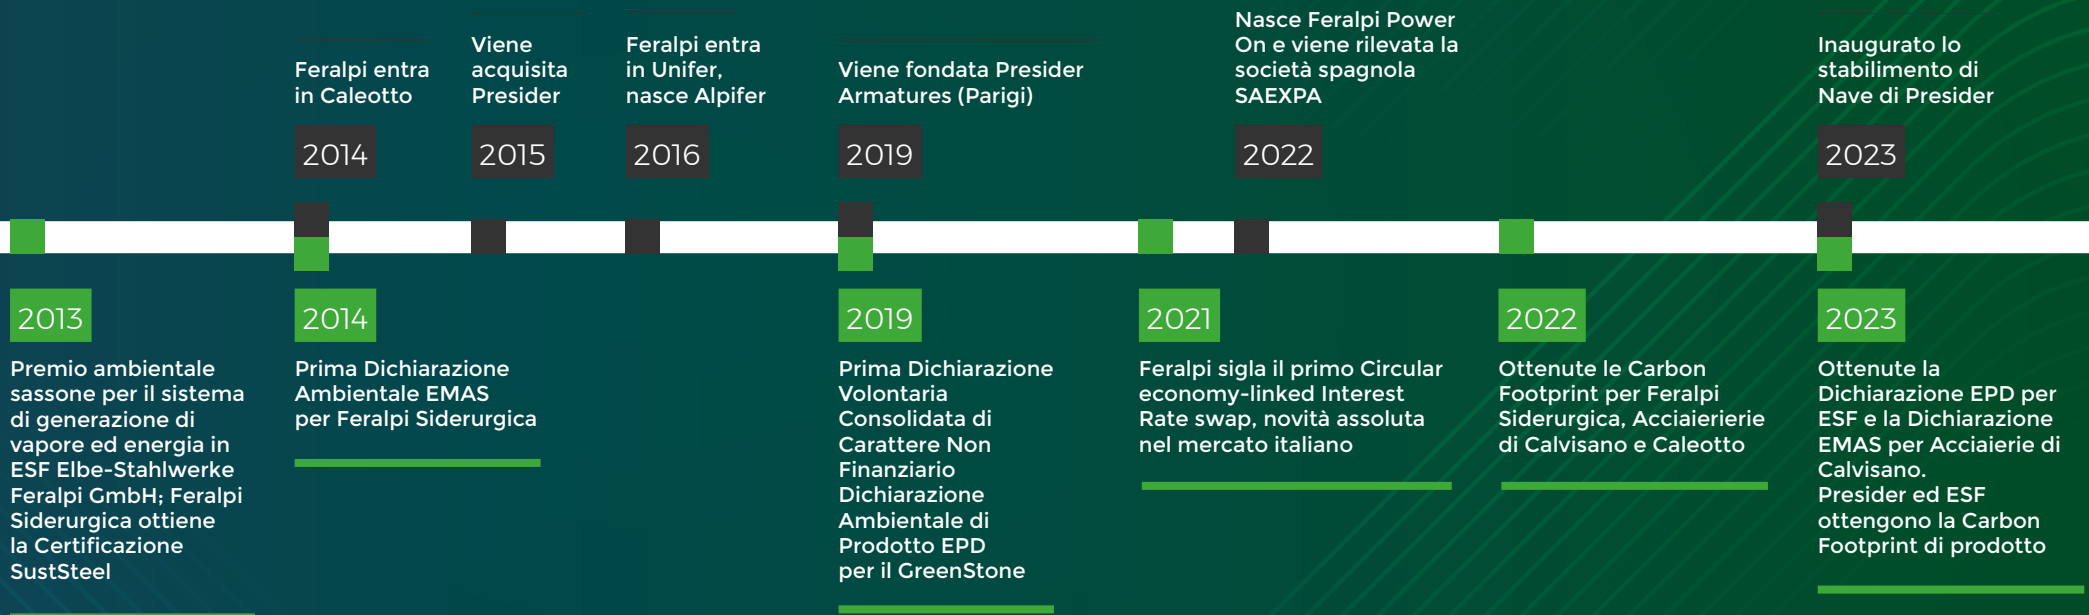 Feralpi entra
in Caleotto
2014
Viene
acquisita
Presider
2015
Feralpi entra
in Unifer,
nasce Alpifer
2016
Viene fondata Presider
Armatures (Parigi)
2019
Nasce Feralpi Power
On e viene rilevata la
società spagnola
SAEXPA
2022
Inaugurato lo
stabilimento di
Nave di Presider
2023
2013
Premio ambientale
sassone per il sistema
di generazione di
vapore ed energia in
ESF Elbe-Stahlwerke
Feralpi GmbH; Feralpi
Siderurgica ottiene
la Certificazione
SustSteel
2014
Prima Dichiarazione
Ambientale EMAS
per Feralpi Siderurgica
2019
Prima Dichiarazione
Volontaria
Consolidata di
Carattere Non
Finanziario
Dichiarazione
Ambientale di
Prodotto EPD
per il GreenStone
2021
Feralpi sigla il primo Circular
economy-linked Interest
Rate swap, novità assoluta
nel mercato italiano
2022
Ottenute le Carbon
Footprint per Feralpi
Siderurgica, Acciaierierie
di Calvisano e Caleotto
2023
Ottenute la
Dichiarazione EPD per
ESF e la Dichiarazione
EMAS per Acciaierie di
Calvisano.
Presider ed ESF
ottengono la Carbon
Footprint di prodotto